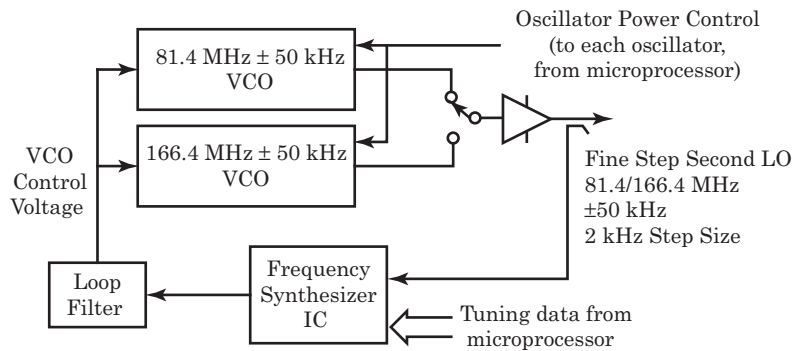 Oscillator Power Control
(to each oscillator,
from microprocessor)
81.4 MHz ± 50 kHz
VCO
166.4 MHz ± 50 kHz
VCO
VCO
Control
Voltage
Fine Step Second LO
81.4/166.4 MHz
±50 kHz
2 kHz Step Size
Loop
Filter
Frequency
Synthesizer
IC
Tuning data from
microprocessor